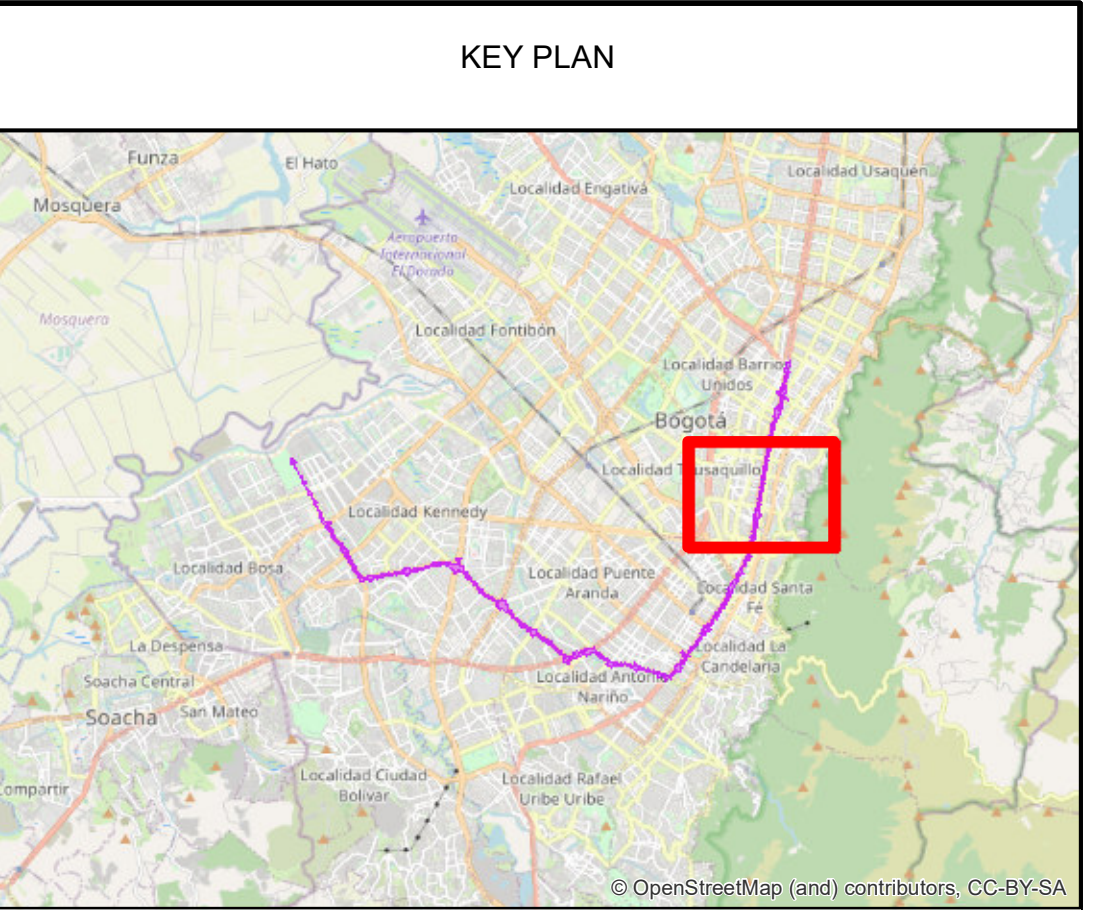 KEY PLAN
Funza
El Hato
Localidad Usaquén
Localidad Engativá
Mosquera
Aeropuerto
Internacional
El Dorado
Mosquera
Localidad Fontibón
Localidad Barrios
Unidos
Bogotá
Localidad Teusaquillo
Localidad Kennedy
Localidad Bosa
Localidad Puente
Aranda
Localidad Santa
Fé
La Despensa
Localidad La
Candelaria
Soacha Central
Localidad Antonio
Nariño
San Mateo
Soacha
Localidad Ciudad
Bolívar
Localidad Rafael
Uribe Uribe
Compartir
© OpenStreetMap (and) contributors, CC-BY-SA